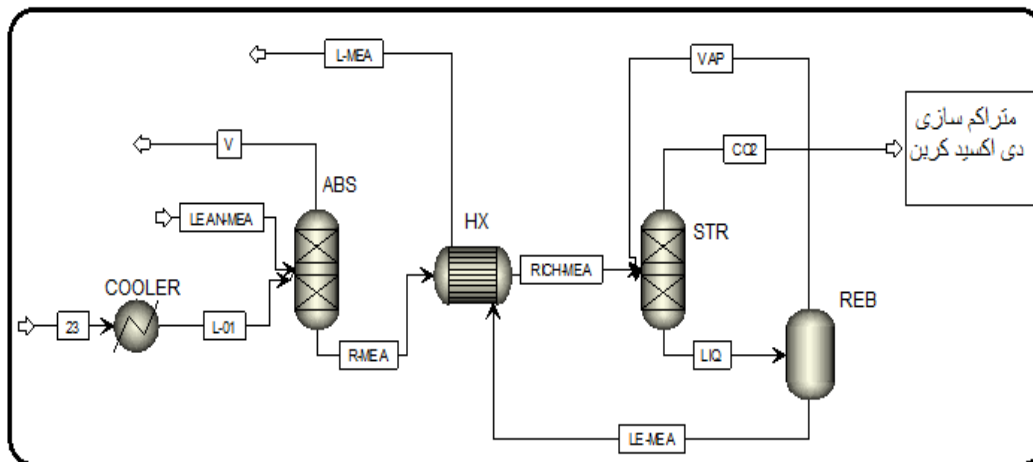 L-MEA
VAP
متراکم سازی
دی اکسید کربن
V
CO2
ABS
LEAN-MEA
HX
STR
RICH-MEA
COOLER
REB
23
L-01
R-MEA
LIQ
LE-MEA